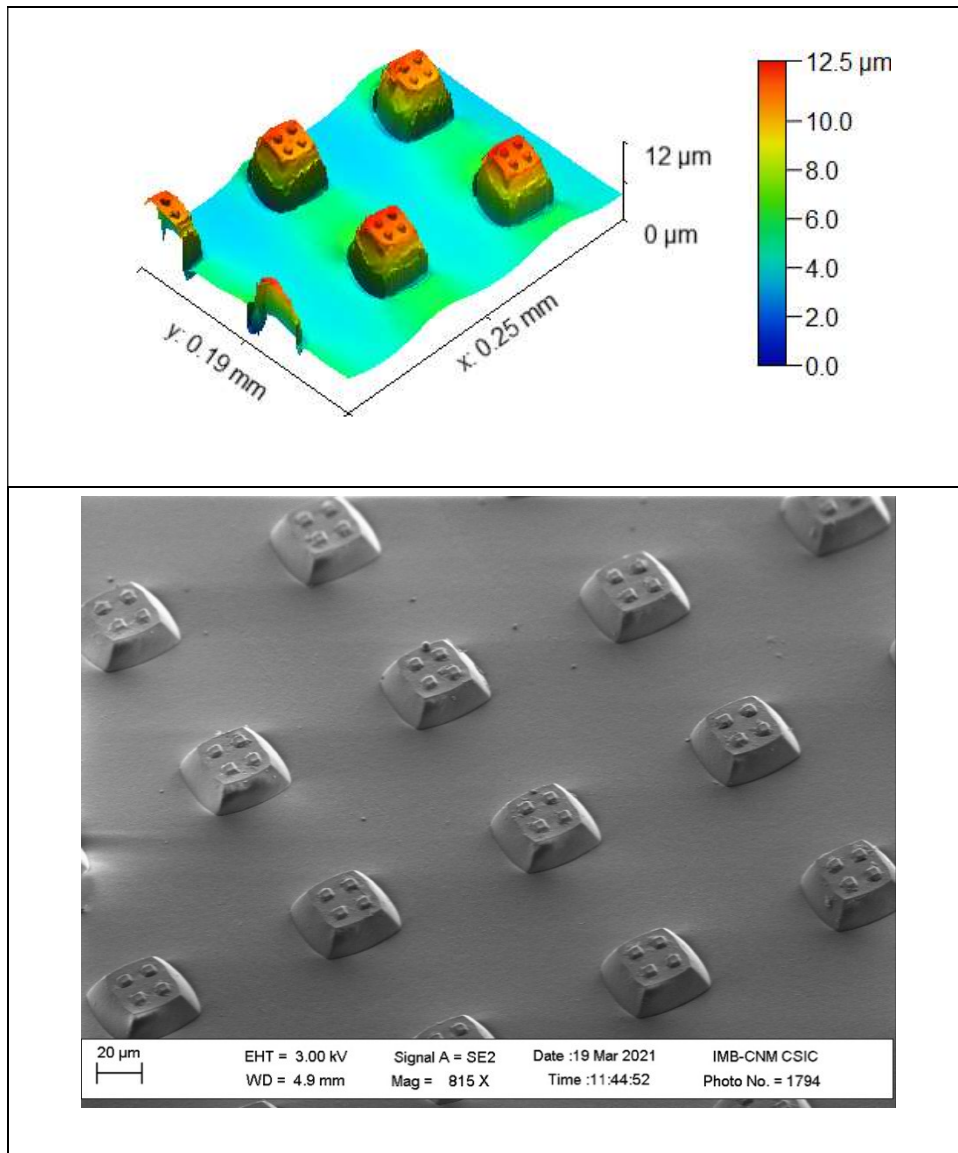 12.5 µm
10.0
8.0
6.0
4.0
2.0
0.0
12 µm
0 µm
y: 0.19 mm
x: 0.25 mm
20 µm
EHT = 3.00 kV
Signal A = SE2
Date :19 Mar 2021
IMB-CNM CSIC
WD = 4.9 mm
Mag = 815 X
Time :11:44:52
Photo No. = 1794